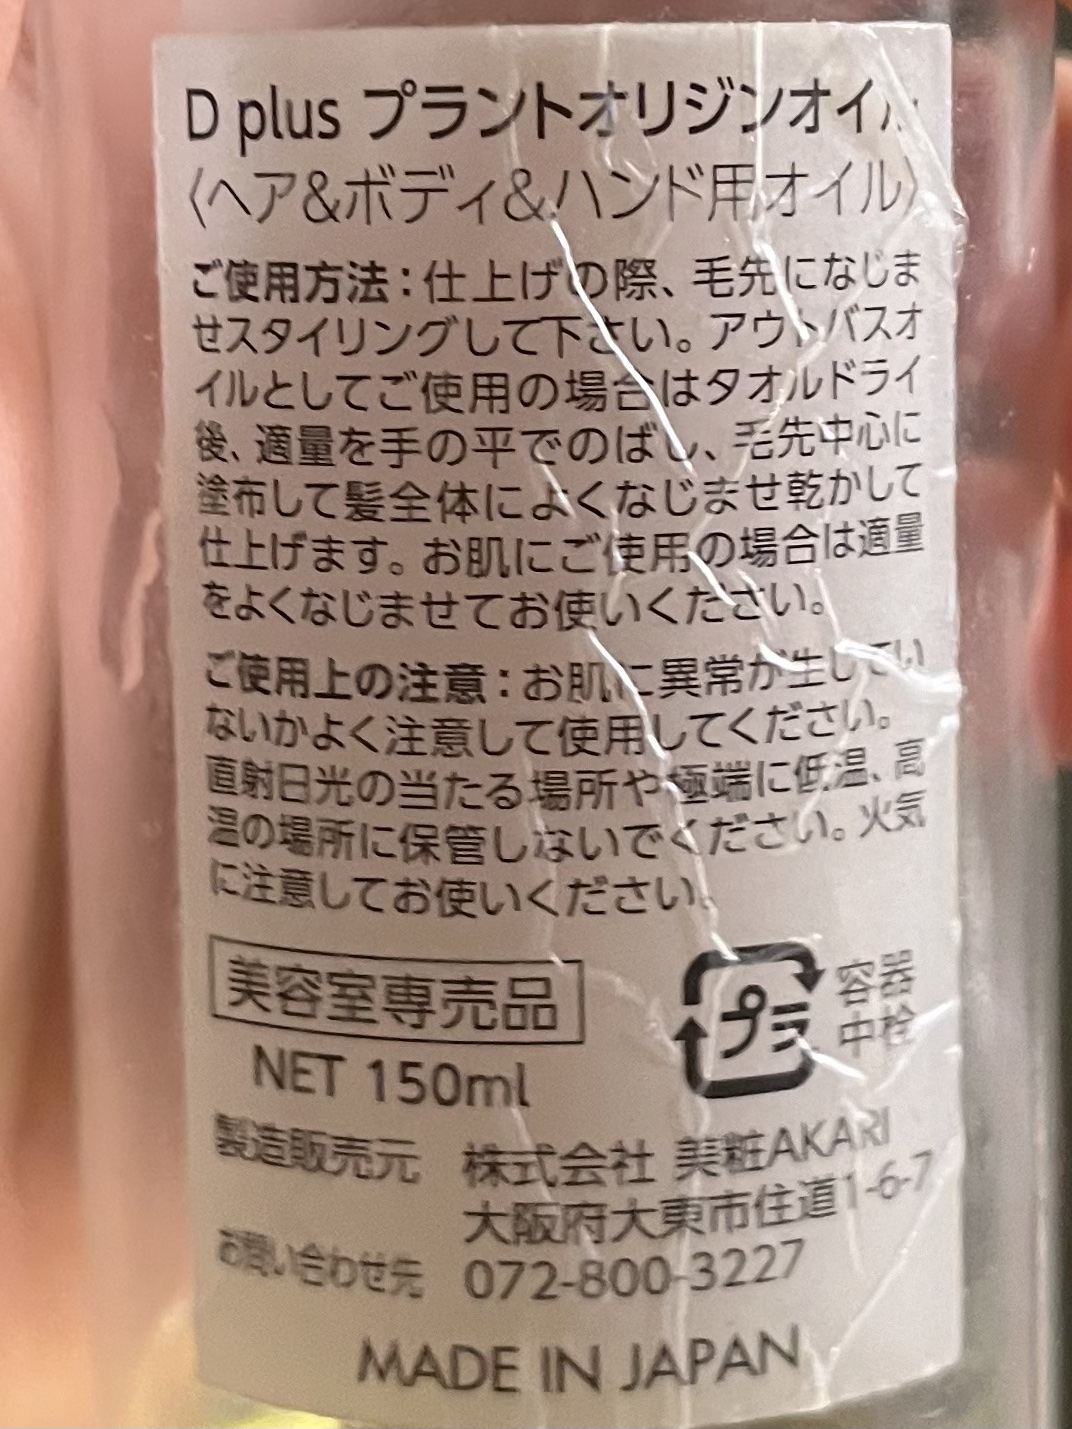 D plus プラントオリジンオイル
〈ヘア&ボディ&ハンド用オイル〉
ご使用方法：仕上げの際、毛先になじま
せスタイリングして下さい。アウトバスオ
イルとしてご使用の場合はタオルドライ
後、適量を手の平でのばし、毛先中心に
塗布して髪全体によくなじませ乾かして
仕上げます。お肌にご使用の場合は適量
をよくなじませてお使いください。
ご使用上の注意：お肌に異常が生じてい
ないかよく注意して使用してください。
直射日光の当たる場所や極端に低温、高
温の場所に保管しないでください。火気
に注意してお使いください。
美容室専売品
プラ
容器
中栓
NET 150ml
製造販売元 株式会社 美粧AKARI
大阪府大東市住道1-6-7
お問い合わせ先 072-800-3227
MADE IN JAPAN